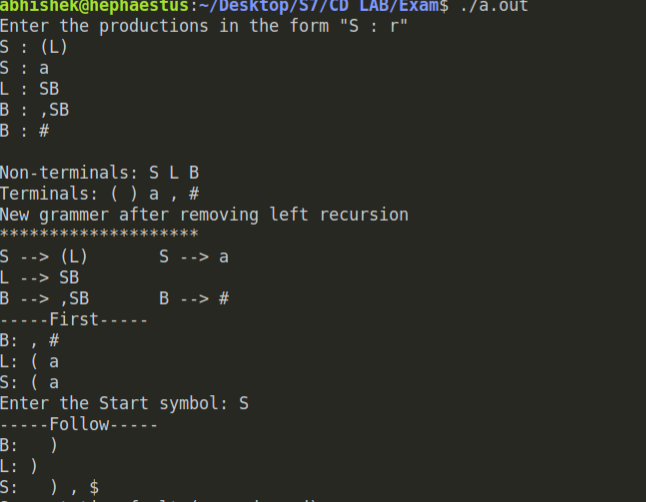 abhishek@hephaestus:~/Desktop/S7/CD LAB/Exam$ ./a.out
Enter the productions in the form "S : r"
S : (L)
S : a
L : SB
B : ,SB
B : #

Non-terminals: S L B
Terminals: ( ) a , #
New grammer after removing left recursion
********************
S --> (L)       S --> a
L --> SB
B --> ,SB       B --> #
-----First-----
B: , #
L: ( a
S: ( a
Enter the Start symbol: S
-----Follow-----
B:   )
L: )
S:   ) , $